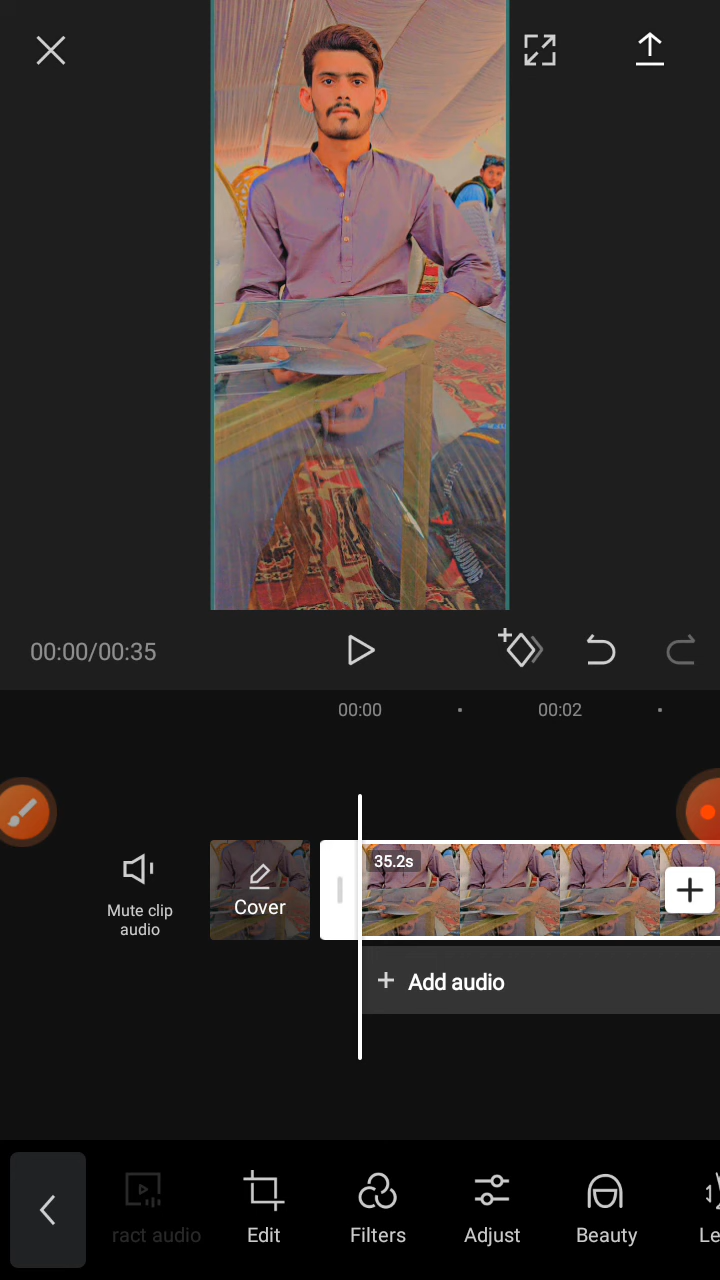 00:00/00:35
00:00
00:02
35.2s
Mute clip
audio
Cover
Add audio
ract audio
Edit
Filters
Adjust
Beauty
Le